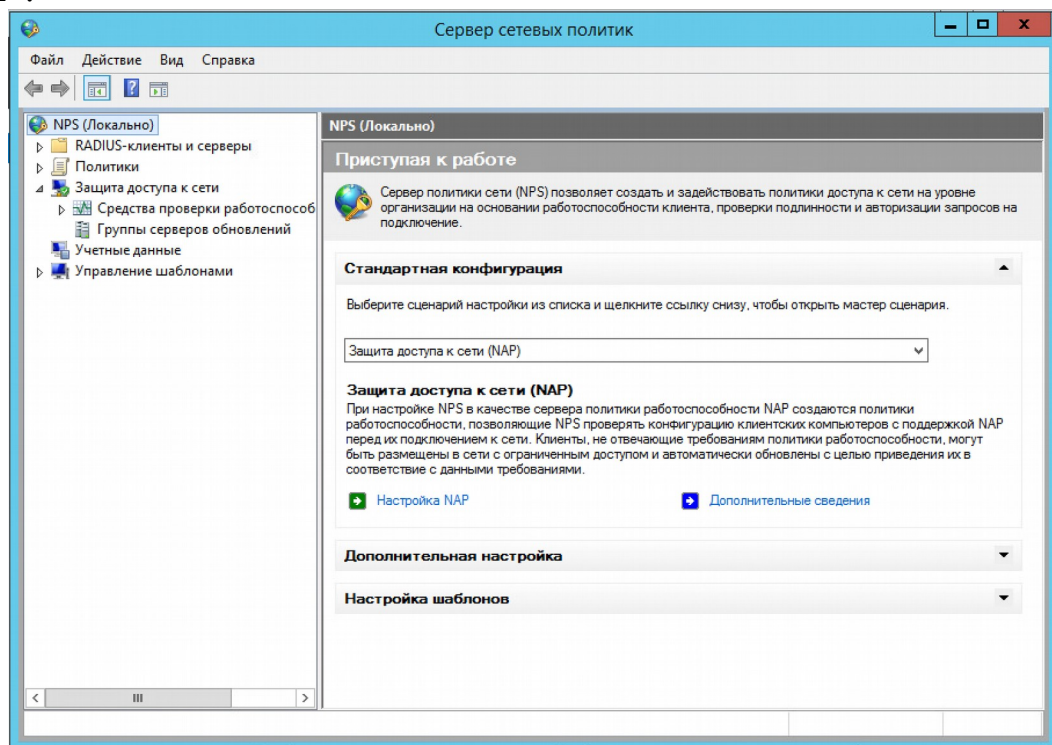 Сервер сетевых политик
Файл Действие Вид Справка
NPS (Локально)
RADIUS-клиенты и серверы
Политики
Защита доступа к сети
Средства проверки работоспособ
Группы серверов обновлений
Учетные данные
Управление шаблонами
NPS (Локально)
Приступая к работе
Сервер политики сети (NPS) позволяет создать и задействовать политики доступа к сети на уровне
организации на основании работоспособности клиента, проверки подлинности и авторизации запросов на
подключение.
Стандартная конфигурация
Выберите сценарий настройки из списка и щелкните ссылку снизу, чтобы открыть мастер сценария.
Защита доступа к сети (NAP)
Защита доступа к сети (NAP)
При настройке NPS в качестве сервера политики работоспособности NAP создаются политики
работоспособности, позволяющие NPS проверять конфигурацию клиентских компьютеров с поддержкой NAP
перед их подключением к сети. Клиенты, не отвечающие требованиям политики работоспособности, могут
быть размещены в сети с ограниченным доступом и автоматически обновлены с целью приведения их в
соответствие с данными требованиями.
Настройка NAP Дополнительные сведения
Дополнительная настройка
Настройка шаблонов